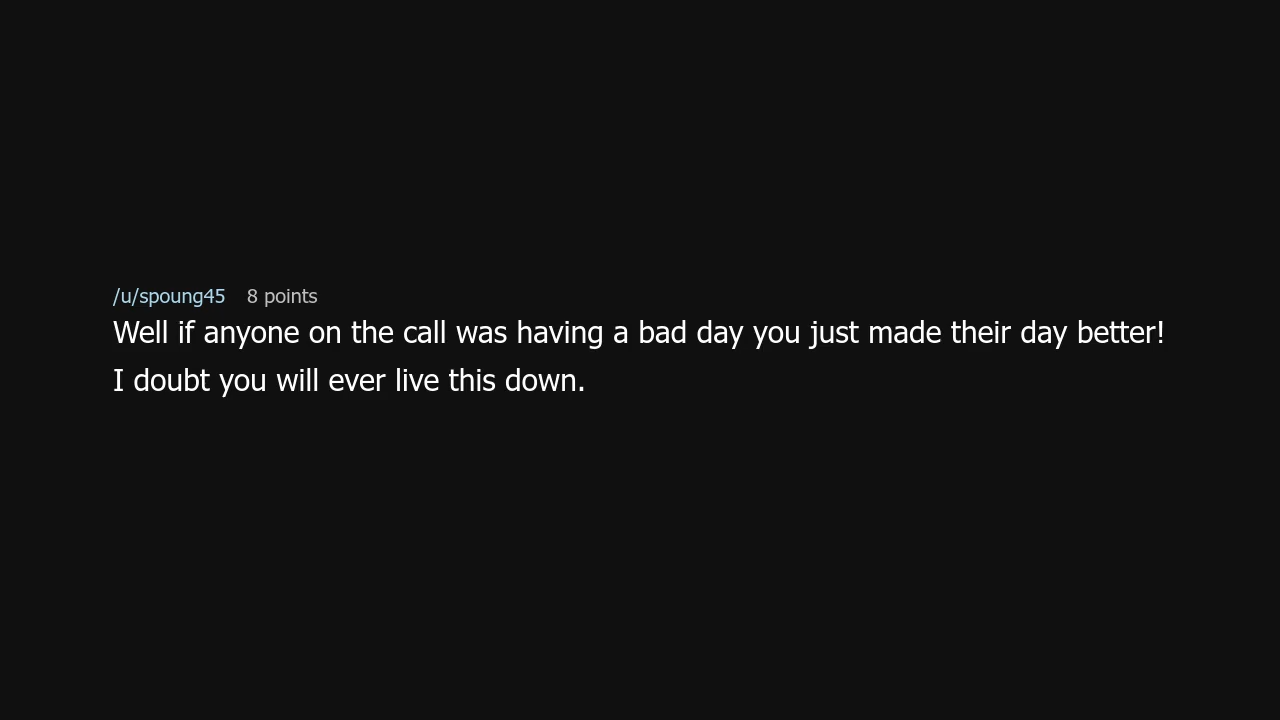 /u/spoung45 8 points
Well if anyone on the call was having a bad day you just made their day better!
I doubt you will ever live this down.